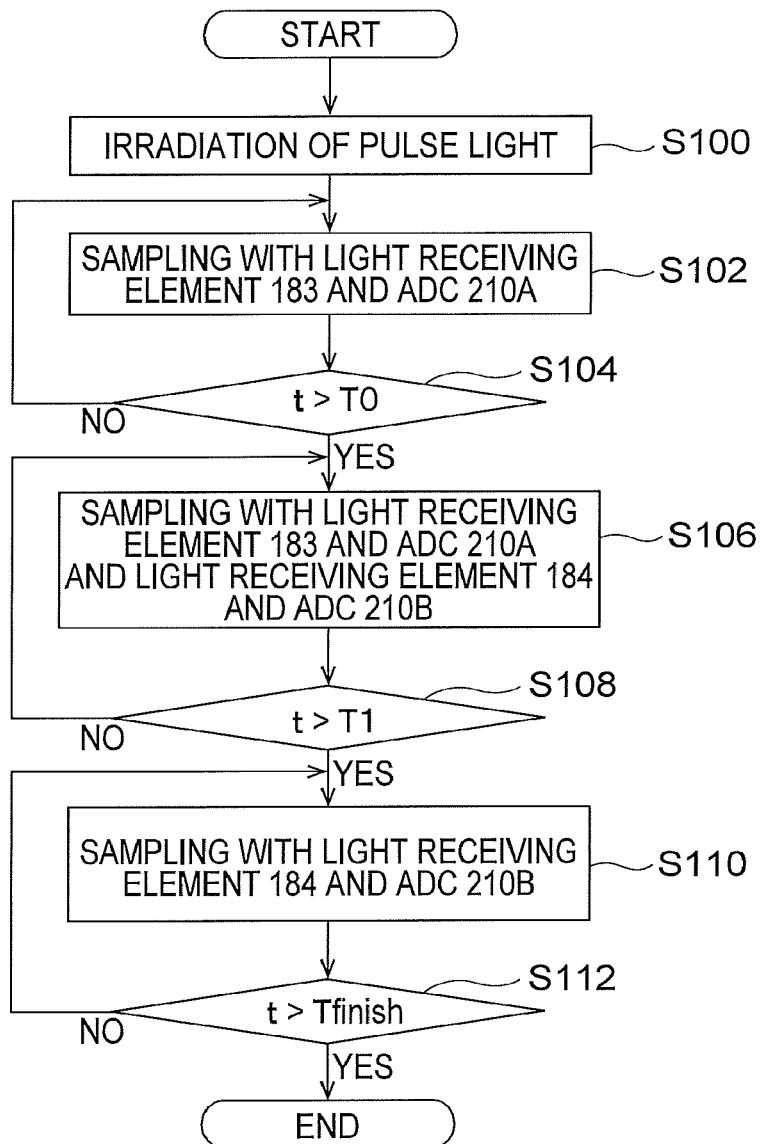 START
IRRADIATION OF PULSE LIGHT
S100
SAMPLING WITH LIGHT RECEIVING
ELEMENT 183 AND ADC 210A
S102
S104
t > T0
NO
YES
SAMPLING WITH LIGHT RECEIVING
ELEMENT 183 AND ADC 210A
AND LIGHT RECEIVING ELEMENT 184
AND ADC 210B
S106
S108
t > T1
NO
YES
SAMPLING WITH LIGHT RECEIVING
ELEMENT 184 AND ADC 210B
S110
S112
t > Tfinish
NO
YES
END